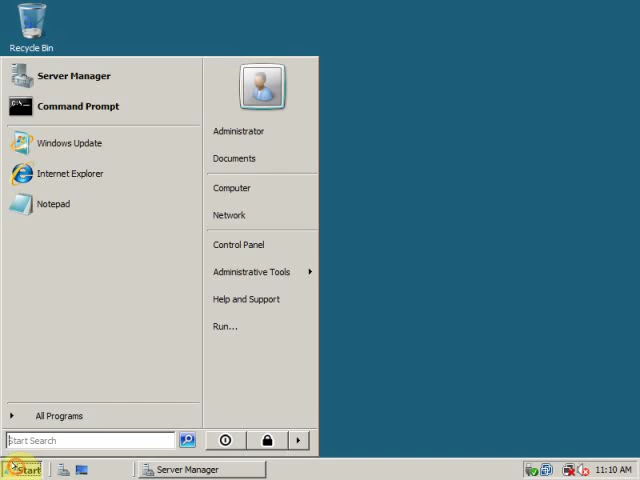 Recycle Bin
Server Manager
Command Prompt
Windows Update
Internet Explorer
Notepad
All Programs
Start Search
Administrator
Documents
Computer
Network
Control Panel
Administrative Tools
Help and Support
Run...
Start
Server Manager
11:10 AM